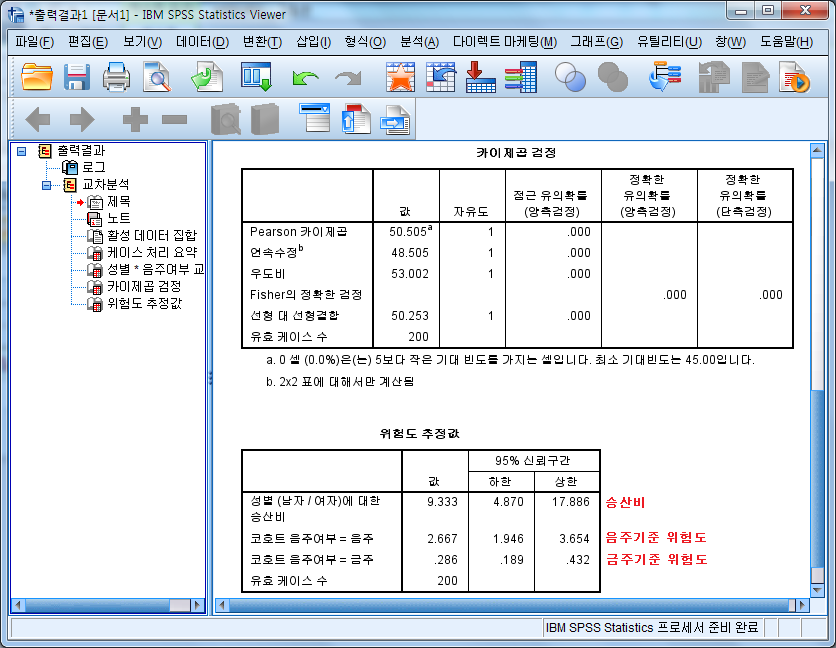 *출력결과1 [문서1] - IBM SPSS Statistics Viewer
파일(F) 편집(E) 보기(V) 데이터(D) 변환(T) 삽입(I) 형식(O) 분석(A) 다이렉트 마케팅(M) 그래프(G) 유틸리티(U) 창(W) 도움말(H)
출력결과
로그
교차분석
제목
노트
활성 데이터 집합
케이스 처리 요약
성별 * 음주여부 교
카이제곱 검정
위험도 추정값
카이제곱 검정
값 자유도 점근 유의확률 (양측검정) 정확한 유의확률 (양측검정) 정확한 유의확률 (단측검정)
Pearson 카이제곱 50.505a 1 .000
연속수정b 48.505 1 .000
우도비 53.002 1 .000
Fisher의 정확한 검정 .000 .000
선형 대 선형결합 50.253 1 .000
유효 케이스 수 200
a. 0 셀 (0.0%)은(는) 5보다 작은 기대 빈도를 가지는 셀입니다. 최소 기대빈도는 45.00입니다.
b. 2x2 표에 대해서만 계산됨
위험도 추정값
95% 신뢰구간
값 하한 상한
성별 (남자 / 여자)에 대한 9.333 4.870 17.886 승산비
승산비
코호트 음주여부 = 음주 2.667 1.946 3.654 음주기준 위험도
코호트 음주여부 = 금주 .286 .189 .432 금주기준 위험도
유효 케이스 수 200
IBM SPSS Statistics 프로세서 준비 완료